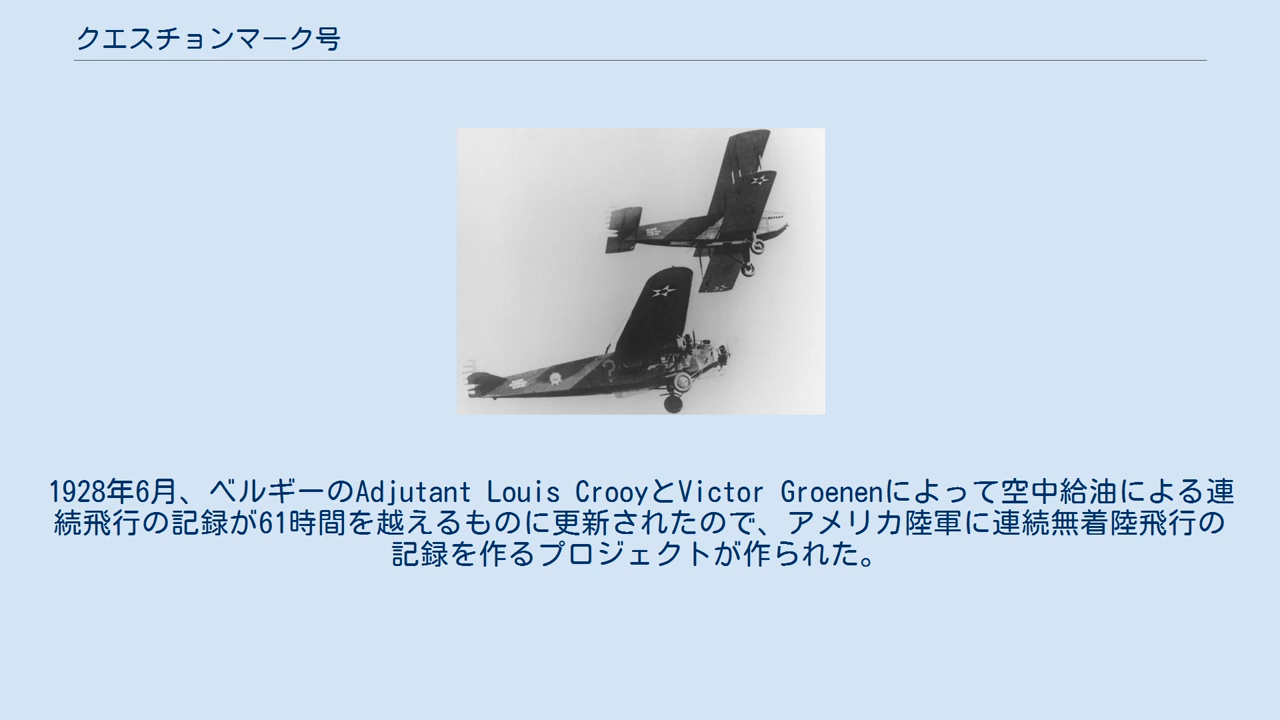 クエスチョンマーク号
?
1928年6月、ベルギーのAdjutant Louis CrooyとVictor Groenenによって空中給油による連
続飛行の記録が61時間を越えるものに更新されたので、アメリカ陸軍に連続無着陸飛行の
記録を作るプロジェクトが作られた。